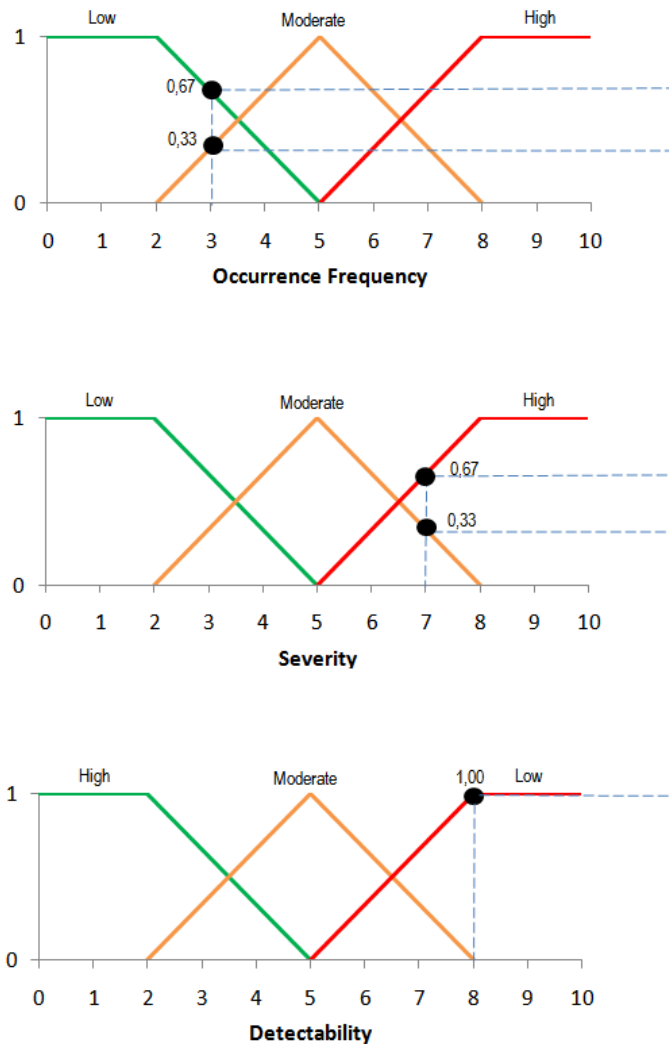 Low Moderate High
1
0,67
0,33
0
0 1 2 3 4 5 6 7 8 9 10
Occurrence Frequency
Low Moderate High
1
0,67
0,33
0
0 1 2 3 4 5 6 7 8 9 10
Severity
High Moderate 1,00 Low
1
0
0 1 2 3 4 5 6 7 8 9 10
Detectability